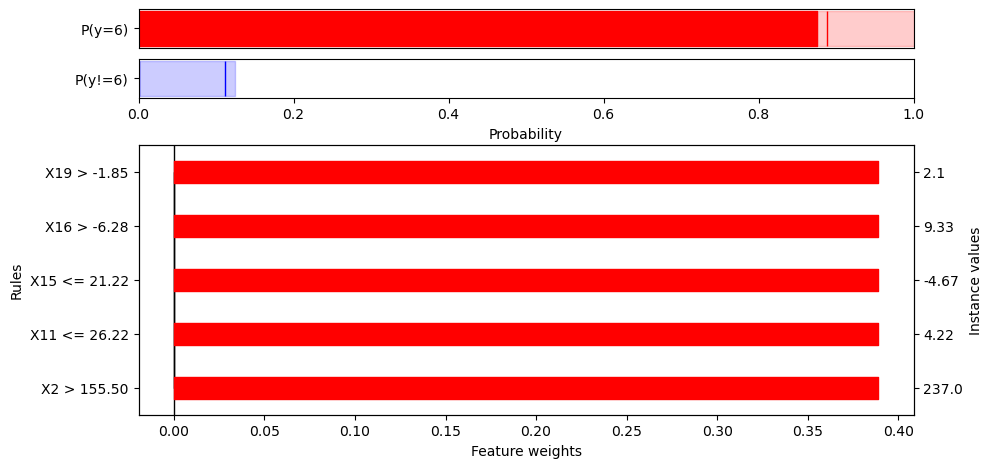 P(y=6)
P(y!=6)
0.0 0.2 0.4 0.6 0.8 1.0
Probability
X19 > -1.85 2.1
X16 > -6.28 9.33
X15 <= 21.22 -4.67
X11 <= 26.22 4.22
X2 > 155.50 237.0
Rules
Instance values
0.00 0.05 0.10 0.15 0.20 0.25 0.30 0.35 0.40
Feature weights